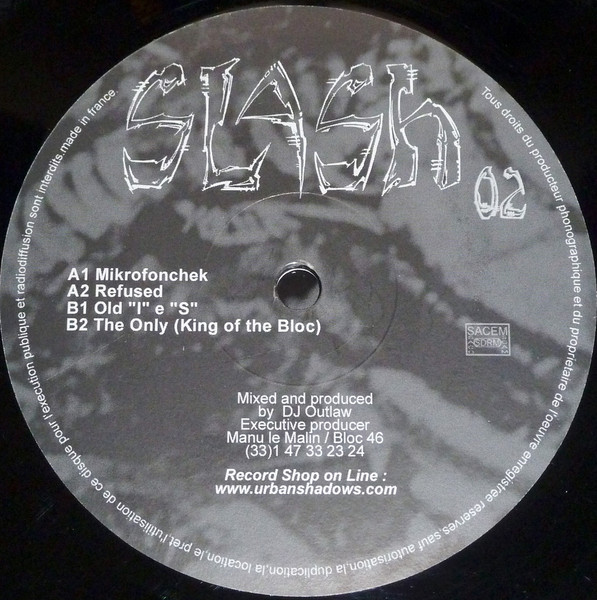 SLASH
02
A1 Mikrofonchek
A2 Refused
B1 Old "I" e "S"
B2 The Only (King of the Bloc)
SACEM
SDRM
Mixed and produced
by DJ Outlaw
Executive producer
Manu le Malin / Bloc 46
(33)1 47 33 23 24
Record Shop on Line :
www.urbanshadows.com
Tous droits du producteur phonographique et du propriétaire de l'oeuvre enregistrée réservés,sauf autorisation,la duplication,la location,le prêt,l'utilisation de ce disque pour l'execution publique et radiodiffusion sont interdits.made in france.